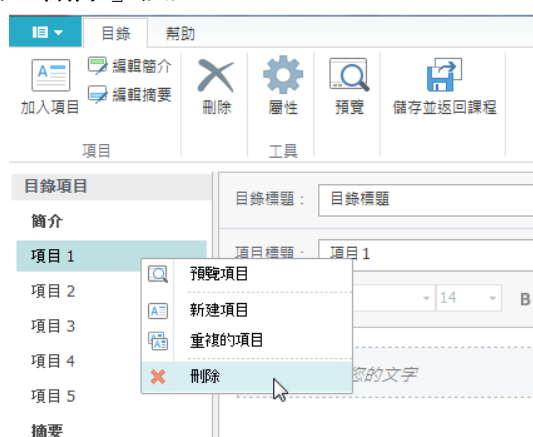 目錄 幫助
加入項目
編輯簡介
編輯摘要
刪除
屬性
預覽
儲存並返回課程
項目
工具
目錄項目
簡介
項目 1
項目 2
項目 3
項目 4
項目 5
摘要
目錄標題： 目錄標題
項目標題： 項目 1
14 B
您的文字
預覽項目
新建項目
重複的項目
刪除